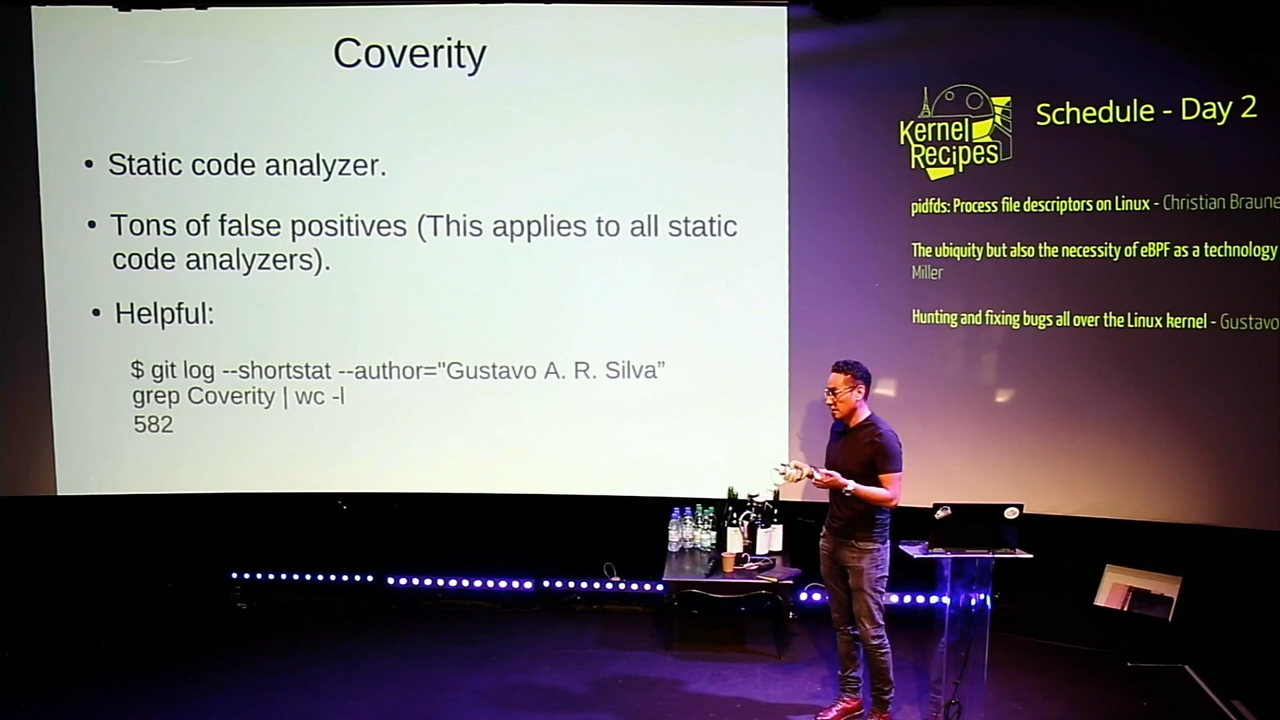 Coverity
• Static code analyzer.
• Tons of false positives (This applies to all static
code analyzers).
• Helpful:
$ git log --shortstat --author="Gustavo A. R. Silva”
grep Coverity | wc -l
582
Kernel
Recipes
Schedule - Day 2
pidfds: Process file descriptors on Linux - Christian Braune
The ubiquity but also the necessity of eBPF as a technology
Miller
Hunting and fixing bugs all over the Linux kernel - Gustavo